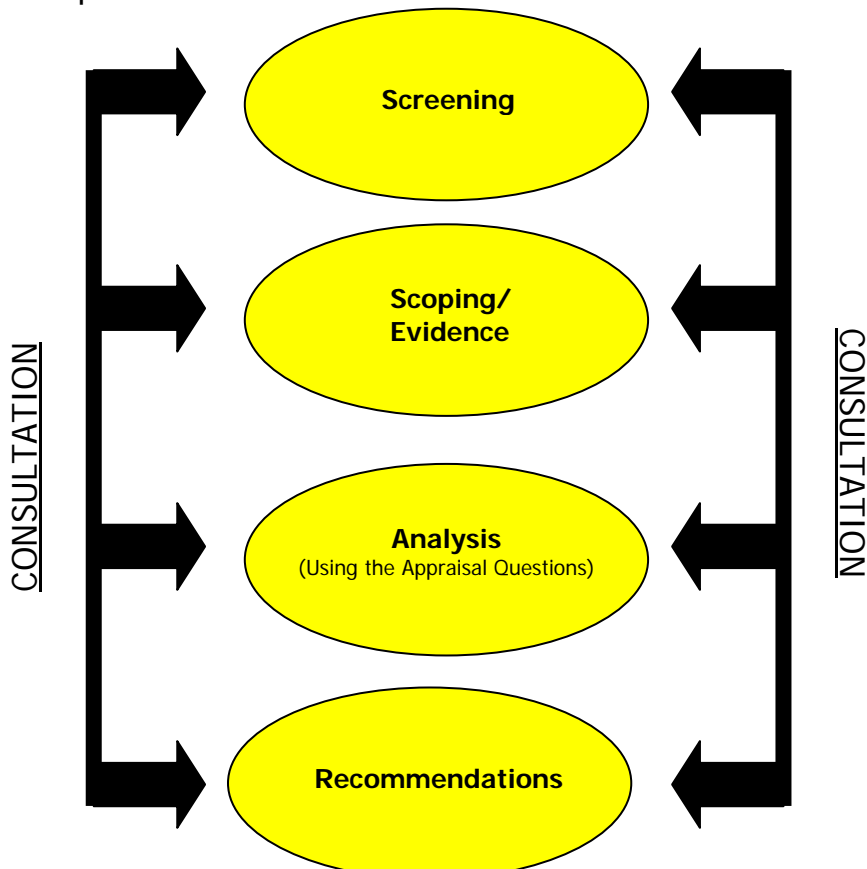 Screening
Scoping/
Evidence
CONSULTATION
CONSULTATION
Analysis
(Using the Appraisal Questions)
Recommendations